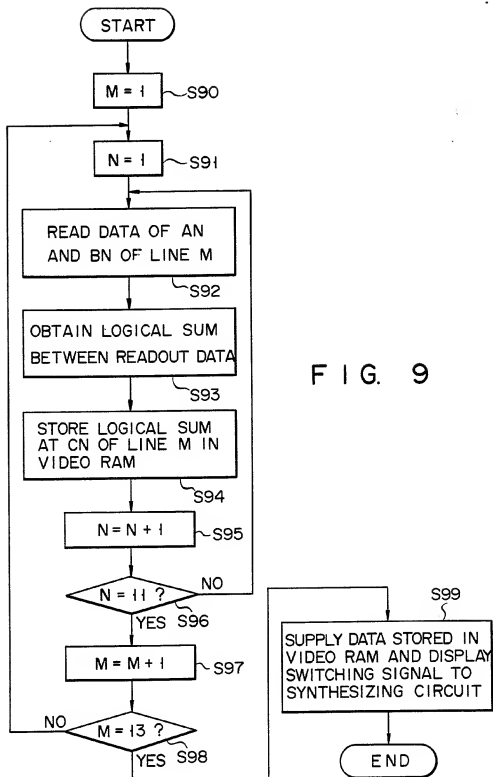 START
M = 1
S90
N = 1
S91
READ DATA OF AN
AND BN OF LINE M
S92
OBTAIN LOGICAL SUM
BETWEEN READOUT DATA
S93
FIG. 9
STORE LOGICAL SUM
AT CN OF LINE M IN
VIDEO RAM
S94
N = N + 1
S95
N = 11 ?
NO
S96
YES
M = M + 1
S97
M = 13 ?
NO
S98
YES
S99
SUPPLY DATA STORED IN
VIDEO RAM AND DISPLAY
SWITCHING SIGNAL TO
SYNTHESIZING CIRCUIT
END